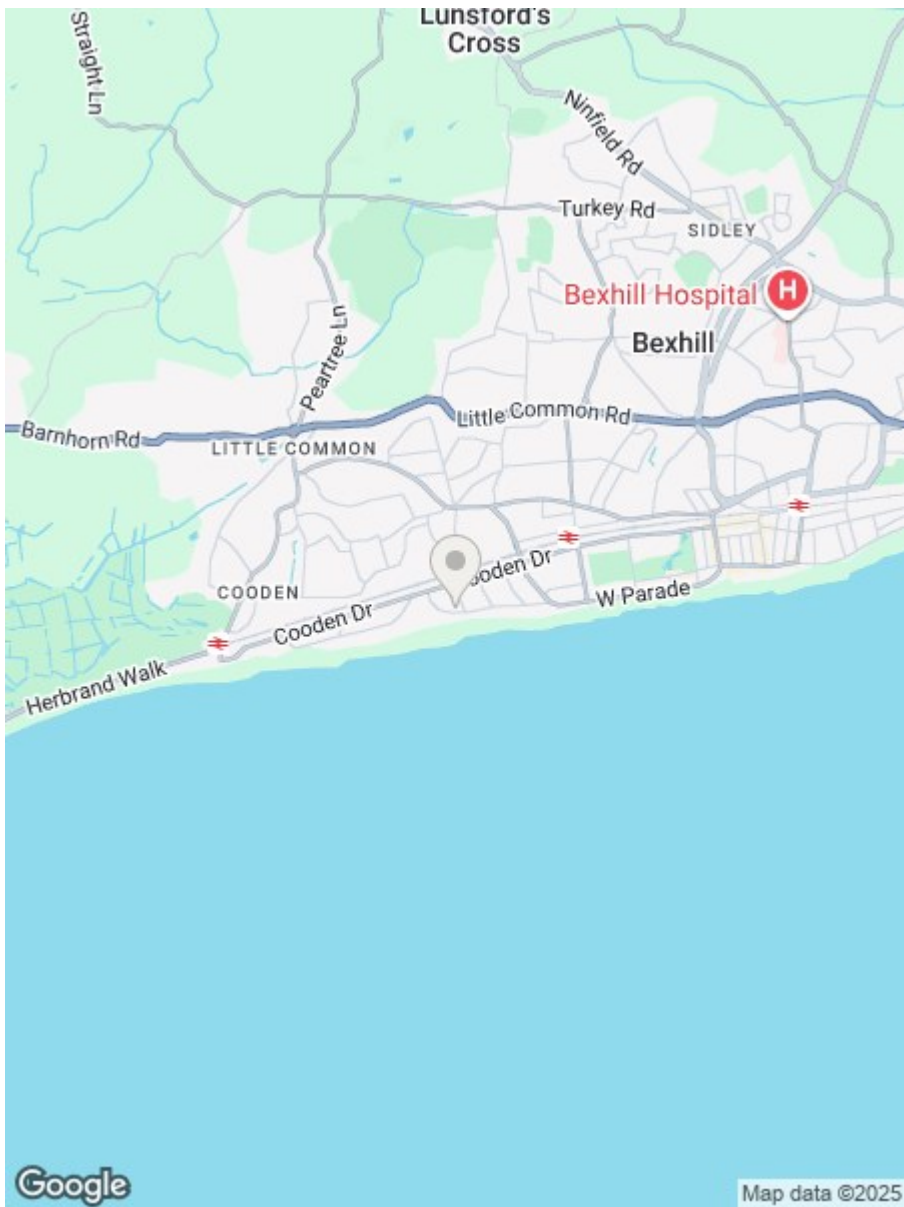 Straight Ln
Lunsford's
Cross
Ninfield Rd
Turkey Rd
SIDLEY
Bexhill Hospital
H
Bexhill
Peartree Ln
Little Common Rd
Barnhorn Rd
LITTLE COMMON
ooden Dr
COODEN
W Parade
Cooden Dr
Herbrand Walk
Google
Map data ©2025